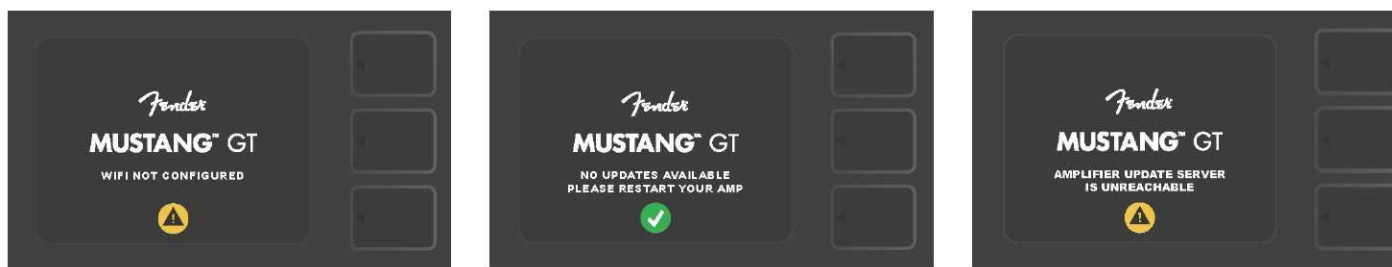 Fender
MUSTANG™ GT
WIFI NOT CONFIGURED
Fender
MUSTANG™ GT
NO UPDATES AVAILABLE
PLEASE RESTART YOUR AMP
Fender
MUSTANG™ GT
AMPLIFIER UPDATE SERVER
IS UNREACHABLE